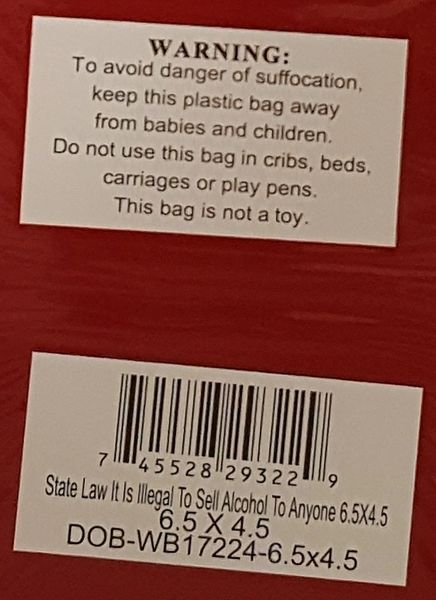 WARNING:
To avoid danger of suffocation,
keep this plastic bag away
from babies and children.
Do not use this bag in cribs, beds,
carriages or play pens.
This bag is not a toy.
7 45528 29322 9
State Law It Is Illegal To Sell Alcohol To Anyone 6.5X4.5
6.5 X 4.5
DOB-WB17224-6.5x4.5